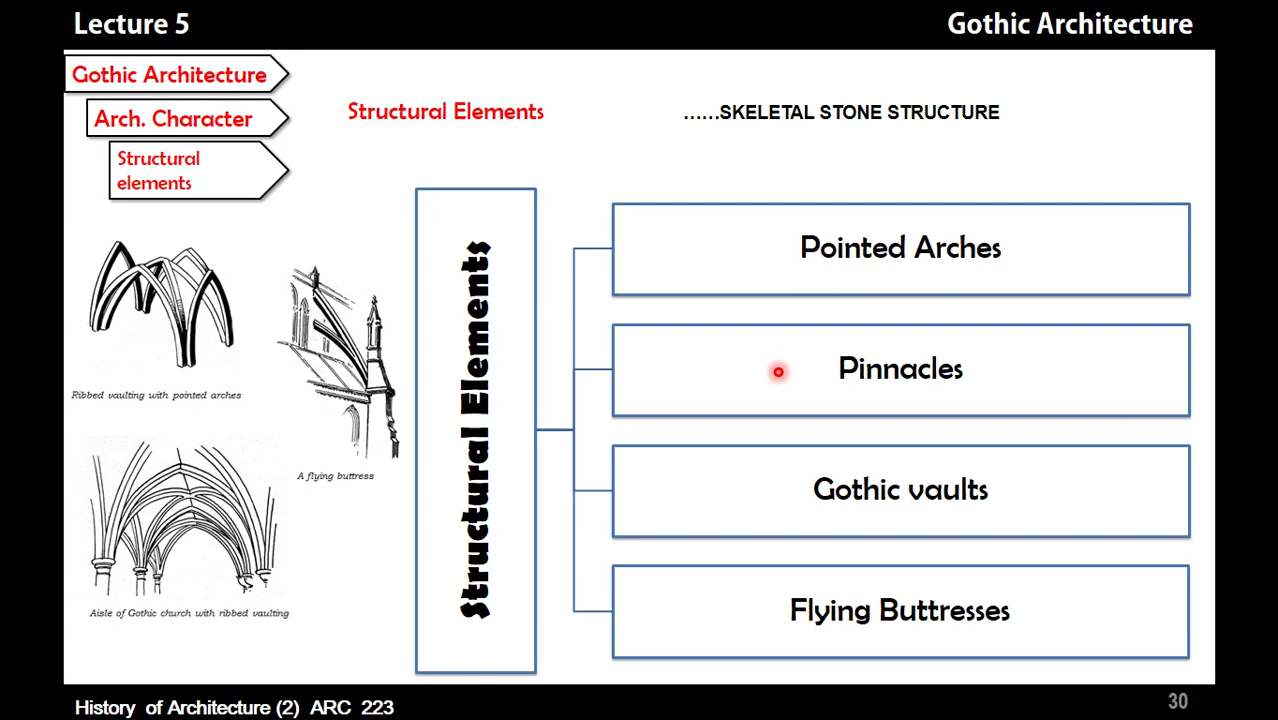 Lecture 5
Gothic Architecture
Gothic Architecture
Arch. Character
Structural
elements
Structural Elements
......SKELETAL STONE STRUCTURE
Ribbed vaulting with pointed arches
A flying buttress
Aisle of Gothic church with ribbed vaulting
Structural Elements
Pointed Arches
Pinnacles
Gothic vaults
Flying Buttresses
History of Architecture (2) ARC 223
30